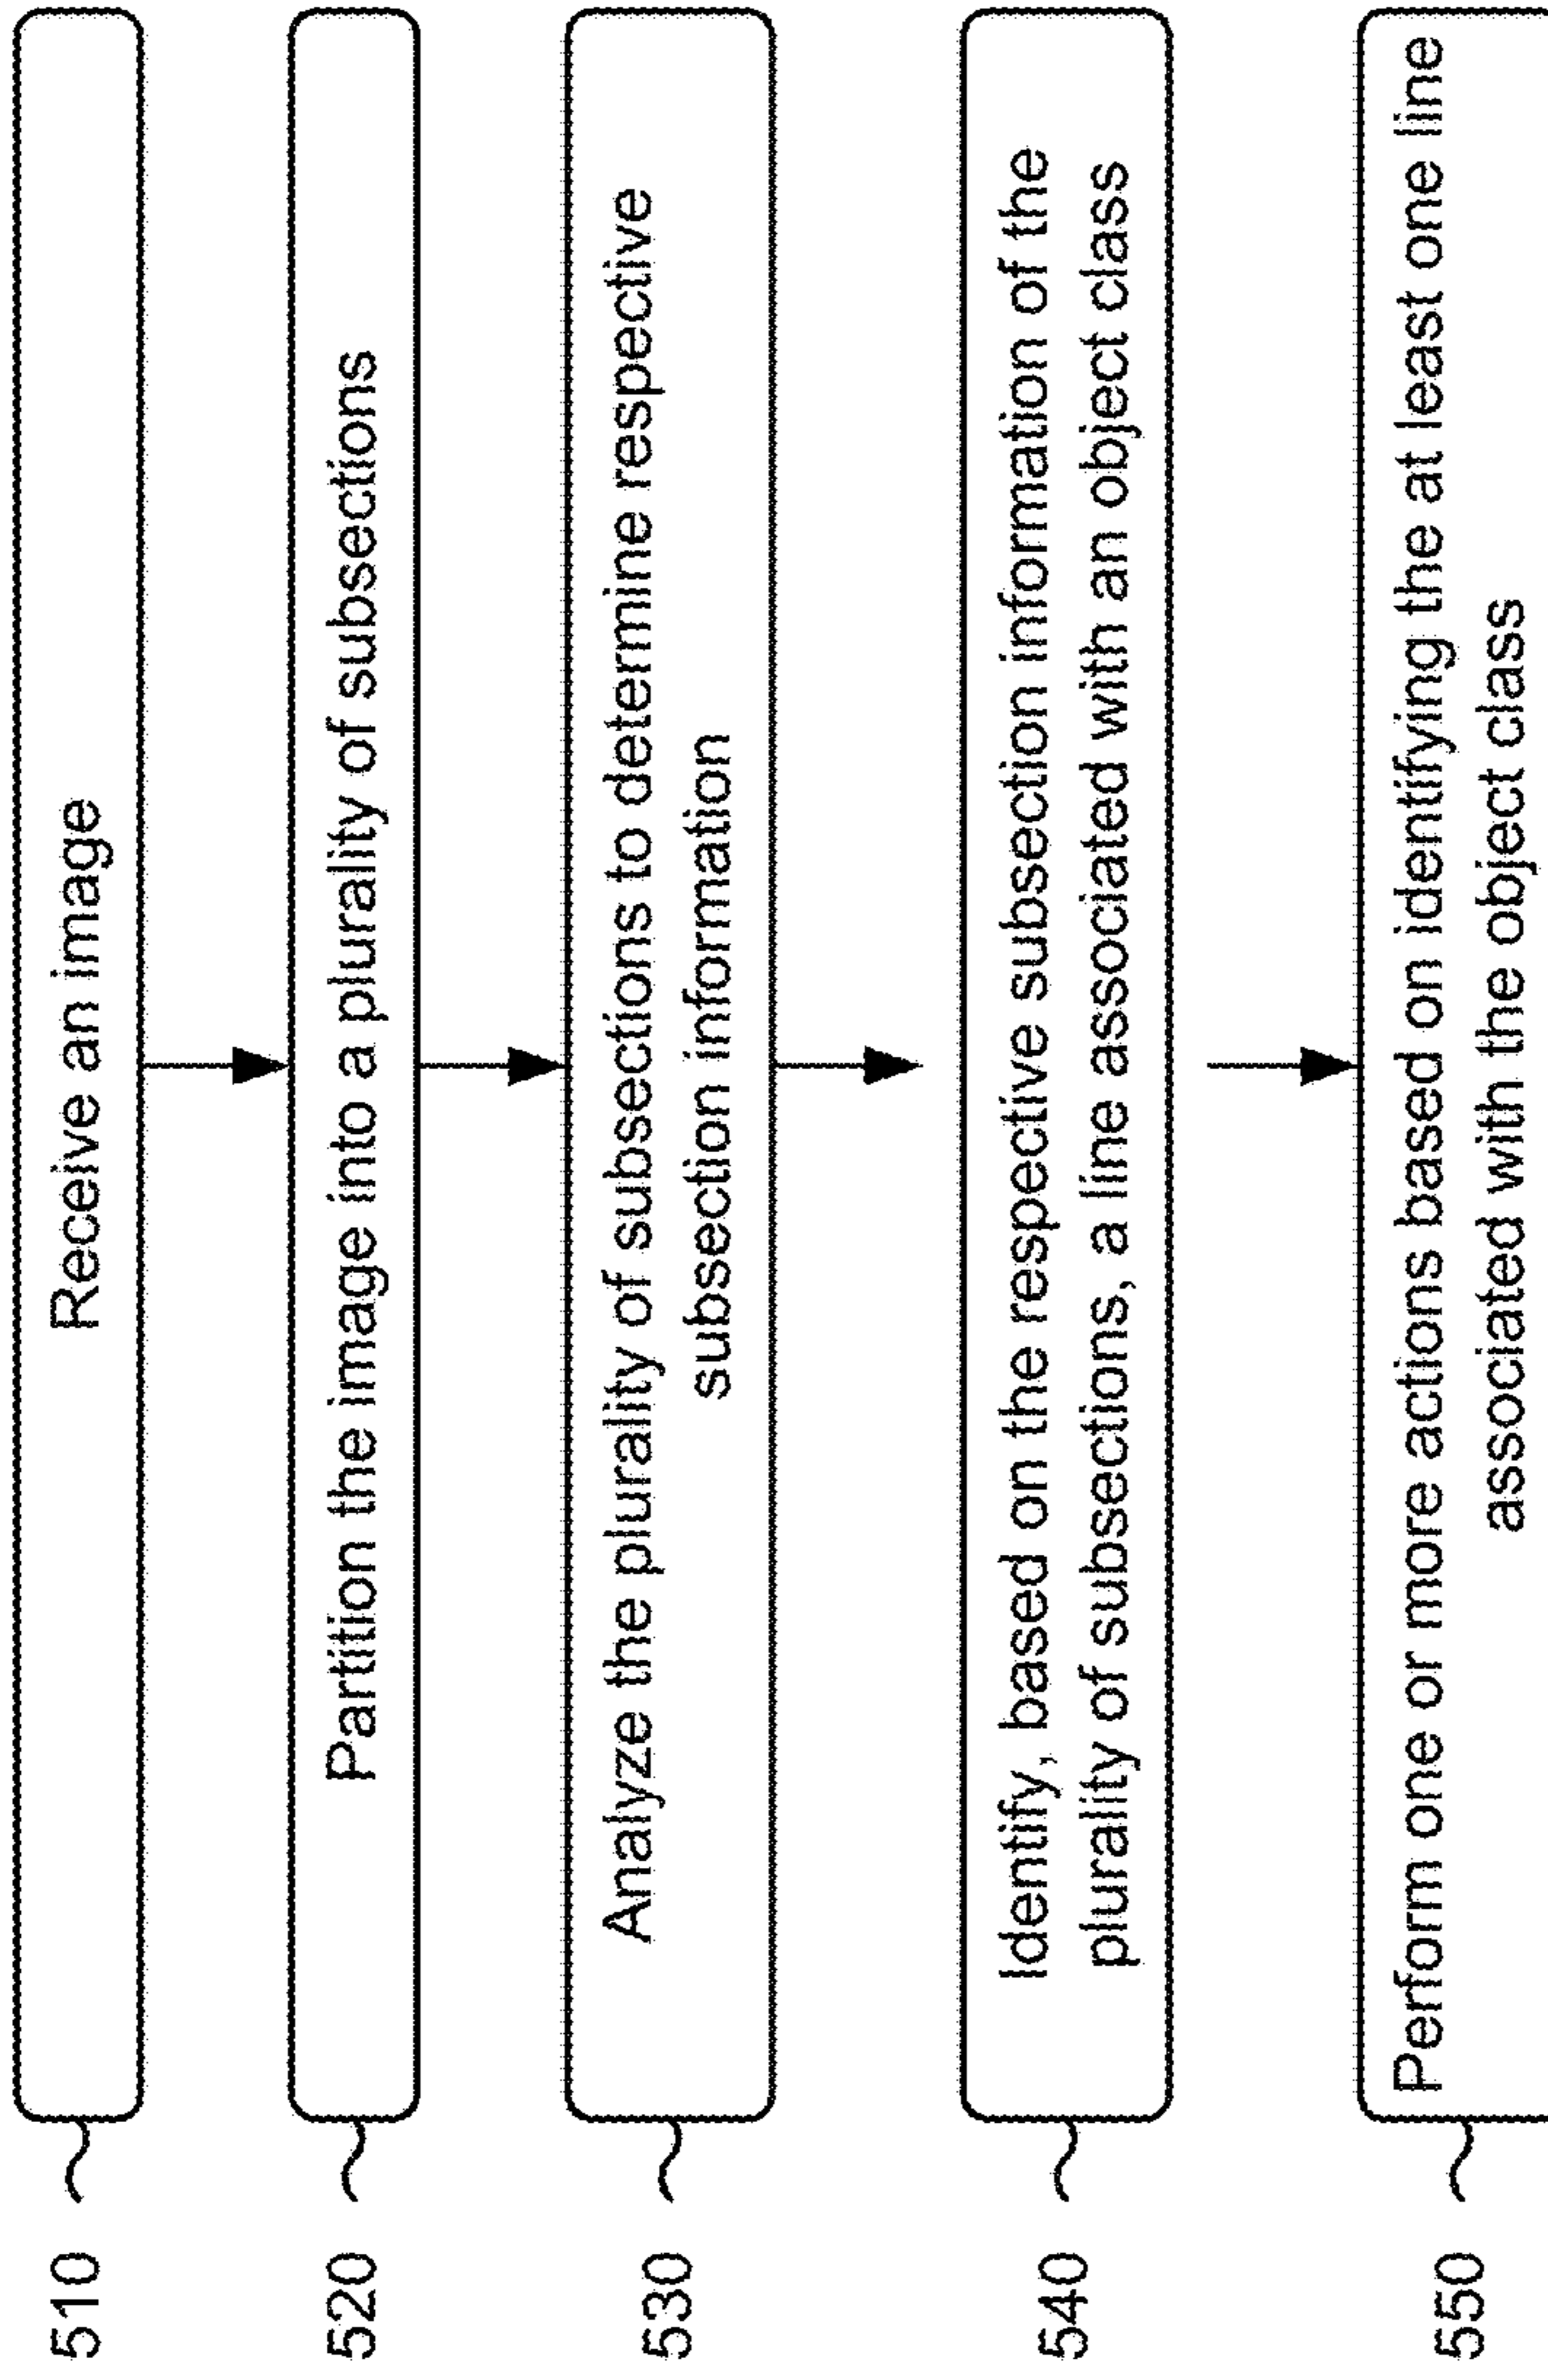 510
Receive an image
520
Partition the image into a plurality of subsections
530
Analyze the plurality of subsections to determine respective
subsection information
540
Identify, based on the respective subsection information of the
plurality of subsections, a line associated with an object class
550
Perform one or more actions based on identifying the at least one line
associated with the object class